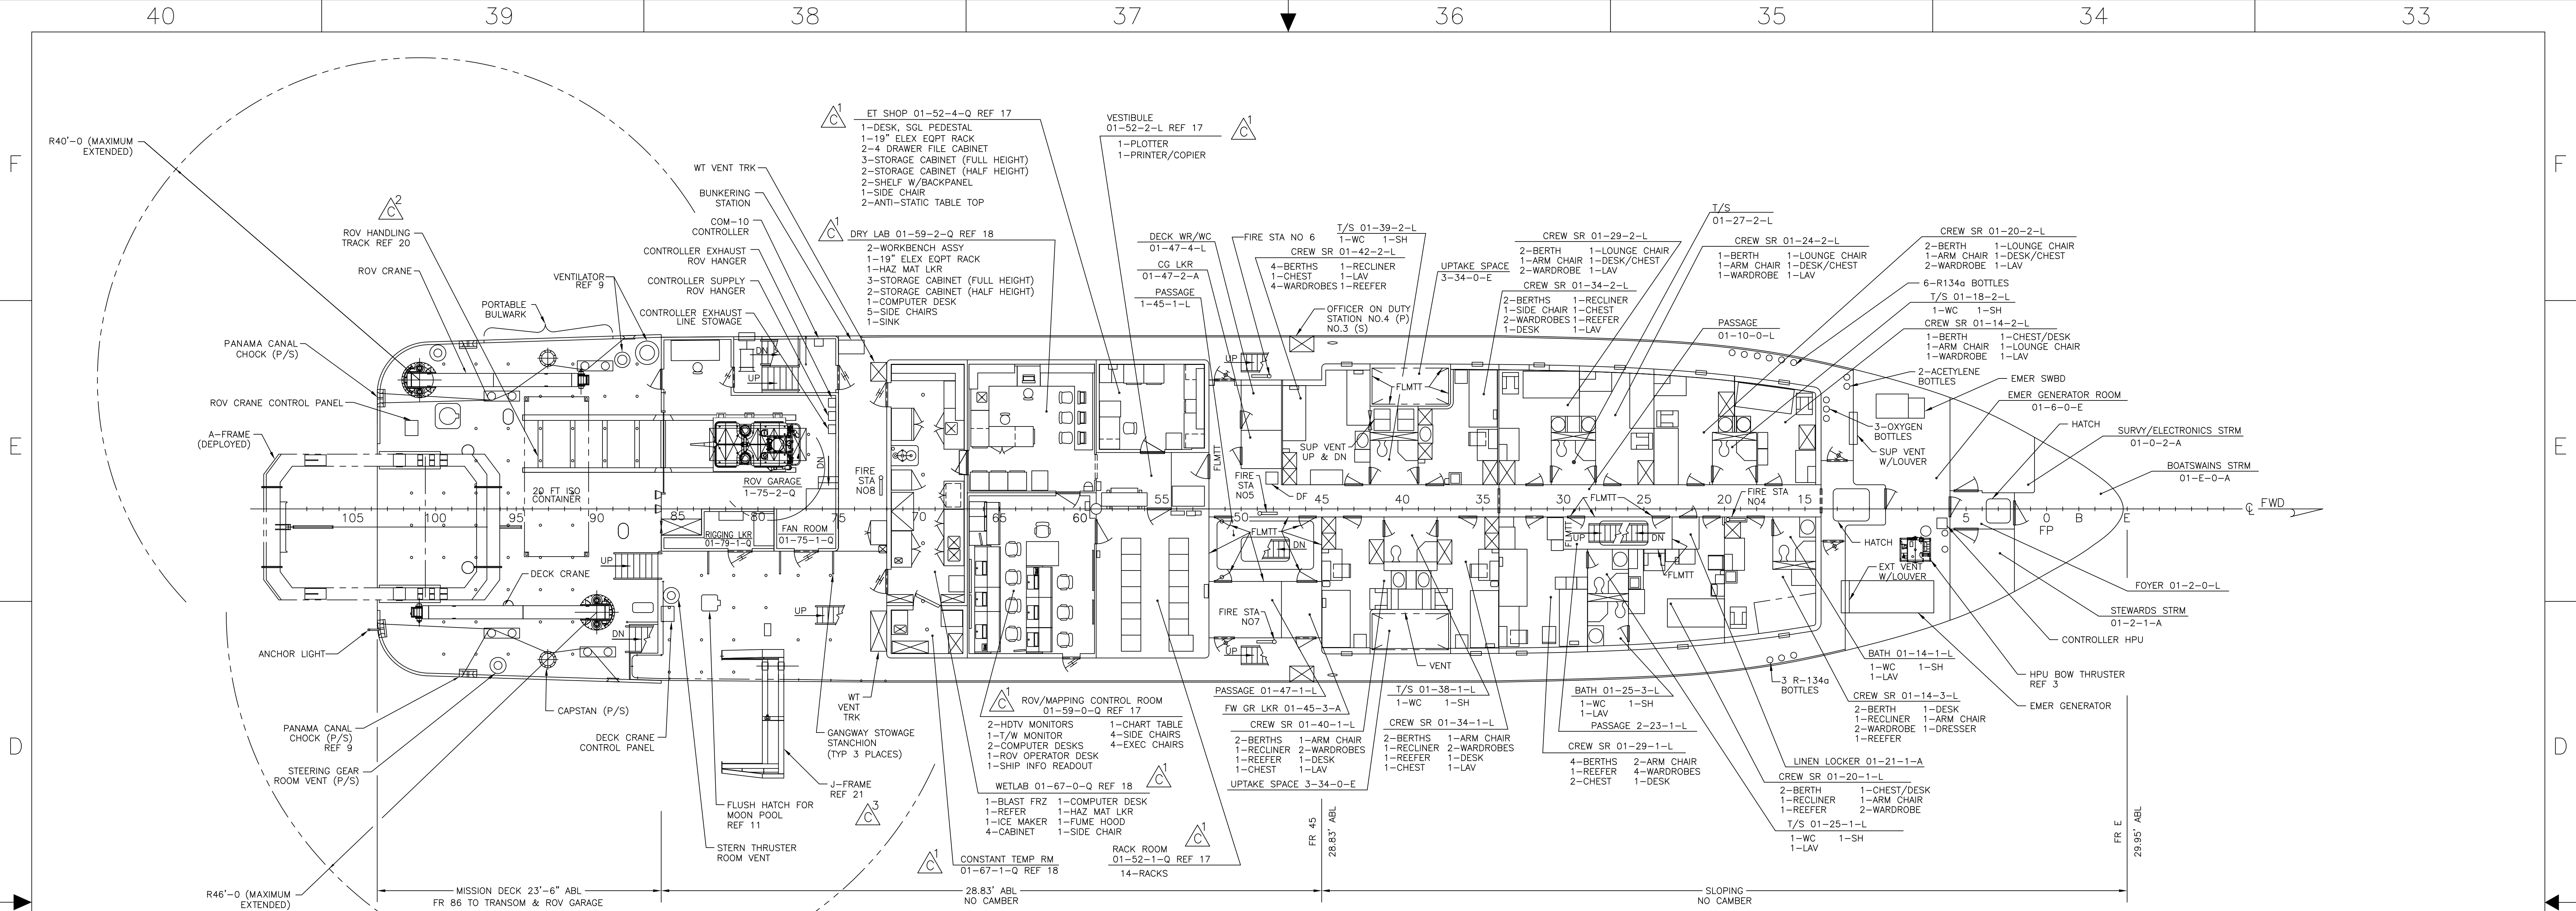 40
39
38
37
36
35
34
33
F
F
E
E
D
D
R40'-0 (MAXIMUM
EXTENDED)
2
C
ROV HANDLING
TRACK REF 20
ROV CRANE
VENTILATOR
REF 9
PORTABLE
BULWARK
PANAMA CANAL
CHOCK (P/S)
ROV CRANE CONTROL PANEL
A-FRAME
(DEPLOYED)
WT VENT TRK
BUNKERING
STATION
COM-10
CONTROLLER
CONTROLLER EXHAUST
ROV HANGER
CONTROLLER SUPPLY
ROV HANGER
CONTROLLER EXHAUST
LINE STOWAGE
1
C
ET SHOP 01-52-4-Q REF 17
1-DESK, SGL PEDESTAL
1-19" ELEX EQPT RACK
2-4 DRAWER FILE CABINET
3-STORAGE CABINET (FULL HEIGHT)
2-STORAGE CABINET (HALF HEIGHT)
2-SHELF W/BACKPANEL
1-SIDE CHAIR
2-ANTI-STATIC TABLE TOP
1
C
DRY LAB 01-59-2-Q REF 18
2-WORKBENCH ASSY
1-19" ELEX EQPT RACK
1-HAZ MAT LKR
3-STORAGE CABINET (FULL HEIGHT)
2-STORAGE CABINET (HALF HEIGHT)
1-COMPUTER DESK
5-SIDE CHAIRS
1-SINK
VESTIBULE
01-52-2-L REF 17
1-PLOTTER
1-PRINTER/COPIER
1
C
DECK WR/WC
01-47-4-L
CG LKR
01-47-2-A
PASSAGE
1-45-1-L
FIRE STA NO 6
T/S 01-39-2-L
1-WC 1-SH
CREW SR 01-42-2-L
4-BERTHS 1-RECLINER
1-CHEST 1-LAV
4-WARDROBES 1-REEFER
OFFICER ON DUTY
STATION NO.4 (P)
NO.3 (S)
UPTAKE SPACE
3-34-0-E
CREW SR 01-29-2-L
2-BERTH 1-LOUNGE CHAIR
1-ARM CHAIR 1-DESK/CHEST
2-WARDROBE 1-LAV
CREW SR 01-34-2-L
2-BERTHS 1-RECLINER
1-SIDE CHAIR 1-CHEST
2-WARDROBES 1-REEFER
1-DESK 1-LAV
T/S
01-27-2-L
CREW SR 01-24-2-L
1-BERTH 1-LOUNGE CHAIR
1-ARM CHAIR 1-DESK/CHEST
1-WARDROBE 1-LAV
PASSAGE
01-10-0-L
CREW SR 01-20-2-L
2-BERTH 1-LOUNGE CHAIR
1-ARM CHAIR 1-DESK/CHEST
2-WARDROBE 1-LAV
6-R134a BOTTLES
T/S 01-18-2-L
1-WC 1-SH
CREW SR 01-14-2-L
1-BERTH 1-CHEST/DESK
1-ARM CHAIR 1-LOUNGE CHAIR
1-WARDROBE 1-LAV
2-ACETYLENE
BOTTLES
EMER SWBD
EMER GENERATOR ROOM
01-6-0-E
HATCH
SURVY/ELECTRONICS STRM
01-0-2-A
BOATSWAINS STRM
01-E-0-A
3-OXYGEN
BOTTLES
SUP VENT
W/LOUVER
DN
UP
DN
UP
FLMTT
FLMTT
SUP VENT
UP & DN
FIRE
STA
NO8
FIRE
STA
NO5
DF
20 FT ISO
CONTAINER
ROV GARAGE
1-75-2-Q
RIGGING LKR
01-79-1-Q
FAN ROOM
01-75-1-Q
105 100 95 90 85 80 75 70 65 60 55 50 45 40 35 30 25 20 15 5 0 B E
FP
FWD
FLMTT
FIRE STA
NO4
FLMTT
DN
FLMTT
UP
DN
FLMTT
HATCH
EXT VENT
W/LOUVER
UP
DECK CRANE
DN
UP
FIRE STA
NO7
UP
VENT
FOYER 01-2-0-L
STEWARDS STRM
01-2-1-A
CONTROLLER HPU
HPU BOW THRUSTER
REF 3
EMER GENERATOR
ANCHOR LIGHT
PANAMA CANAL
CHOCK (P/S)
REF 9
STEERING GEAR
ROOM VENT (P/S)
CAPSTAN (P/S)
DECK CRANE
CONTROL PANEL
FLUSH HATCH FOR
MOON POOL
REF 11
STERN THRUSTER
ROOM VENT
WT
VENT
TRK
GANGWAY STOWAGE
STANCHION
(TYP 3 PLACES)
J-FRAME
REF 21
3
C
1
C
ROV/MAPPING CONTROL ROOM
01-59-0-Q REF 17
2-HDTV MONITORS 1-CHART TABLE
1-T/W MONITOR 4-SIDE CHAIRS
2-COMPUTER DESKS 4-EXEC CHAIRS
1-ROV OPERATOR DESK
1-SHIP INFO READOUT
1
C
WETLAB 01-67-0-Q REF 18
1-BLAST FRZ 1-COMPUTER DESK
1-REFER 1-HAZ MAT LKR
1-ICE MAKER 1-FUME HOOD
4-CABINET 1-SIDE CHAIR
1
C
CONSTANT TEMP RM
01-67-1-Q REF 18
1
C
RACK ROOM
01-52-1-Q REF 17
14-RACKS
PASSAGE 01-47-1-L
FW GR LKR 01-45-3-A
CREW SR 01-40-1-L
2-BERTHS 1-ARM CHAIR
1-RECLINER 2-WARDROBES
1-REEFER 1-DESK
1-CHEST 1-LAV
UPTAKE SPACE 3-34-0-E
T/S 01-38-1-L
1-WC 1-SH
CREW SR 01-34-1-L
2-BERTHS 1-ARM CHAIR
1-RECLINER 2-WARDROBES
1-REEFER 1-DESK
1-CHEST 1-LAV
BATH 01-25-3-L
1-WC 1-SH
1-LAV
PASSAGE 2-23-1-L
CREW SR 01-29-1-L
4-BERTHS 2-ARM CHAIR
1-REEFER 4-WARDROBES
2-CHEST 1-DESK
3 R-134a
BOTTLES
BATH 01-14-1-L
1-WC 1-SH
1-LAV
CREW SR 01-14-3-L
2-BERTH 1-DESK
1-RECLINER 1-ARM CHAIR
2-WARDROBE 1-DRESSER
1-REEFER
LINEN LOCKER 01-21-1-A
CREW SR 01-20-1-L
2-BERTH 1-CHEST/DESK
1-RECLINER 1-ARM CHAIR
1-REEFER 2-WARDROBE
T/S 01-25-1-L
1-WC 1-SH
1-LAV
FR 45
28.83' ABL
FR E
29.95' ABL
R46'-0 (MAXIMUM
EXTENDED)
MISSION DECK 23'-6" ABL
FR 86 TO TRANSOM & ROV GARAGE
28.83' ABL
NO CAMBER
SLOPING
NO CAMBER